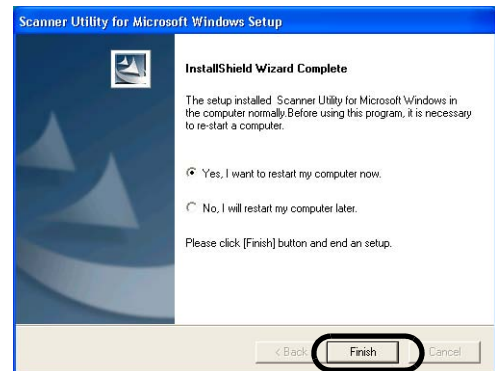 Scanner Utility for Microsoft Windows Setup
InstallShield Wizard Complete
The setup installed  Scanner Utility for Microsoft Windows in
the computer normally.Before using this program, it is necessary
to re-start a computer.
Yes, I want to restart my computer now.
No, I will restart my computer later.
Please click [Finish] button and end an setup.
< Back
Finish
Cancel